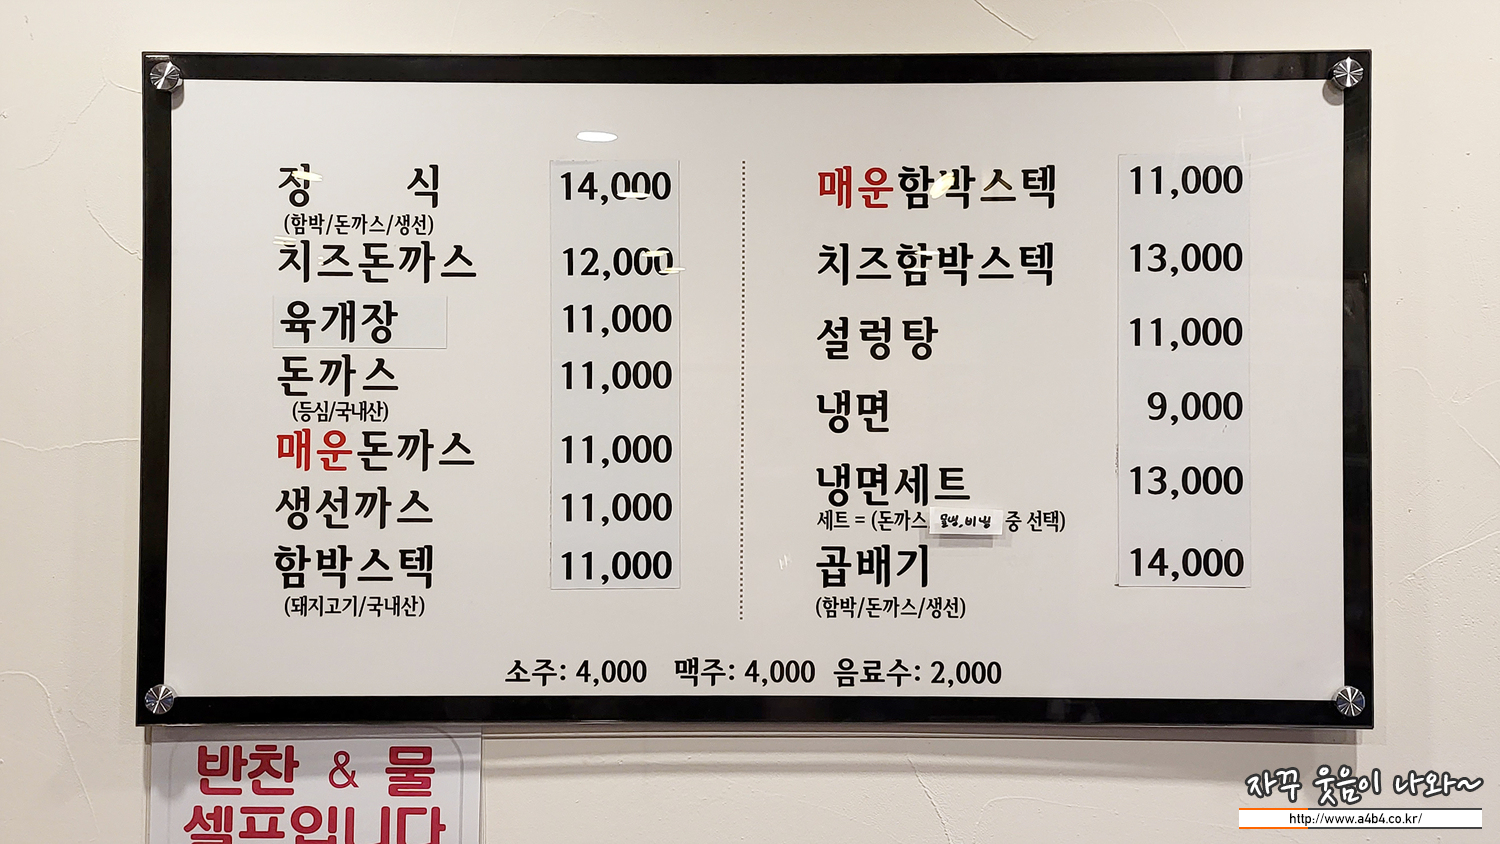 정 식 14,000
(함박/돈까스/생선)
치즈돈까스 12,000
육개장 11,000
돈까스 11,000
(등심/국내산)
매운돈까스 11,000
생선까스 11,000
함박스텍 11,000
(돼지고기/국내산)
매운함박스텍 11,000
치즈함박스텍 13,000
설렁탕 11,000
냉면 9,000
냉면세트 13,000
세트 = (돈까스 물냉,비냉 중 선택)
곱배기 14,000
(함박/돈까스/생선)
소주: 4,000 맥주: 4,000 음료수: 2,000
반찬 & 물
셀프입니다
자꾸 웃음이 나와~
http://www.a4b4.co.kr/